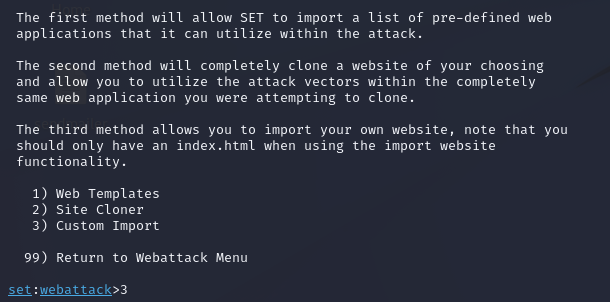 The first method will allow SET to import a list of pre-defined web
applications that it can utilize within the attack.
The second method will completely clone a website of your choosing
and allow you to utilize the attack vectors within the completely
same web application you were attempting to clone.
The third method allows you to import your own website, note that you
should only have an index.html when using the import website
functionality.
1) Web Templates
2) Site Cloner
3) Custom Import
99) Return to Webattack Menu
set:webattack>3